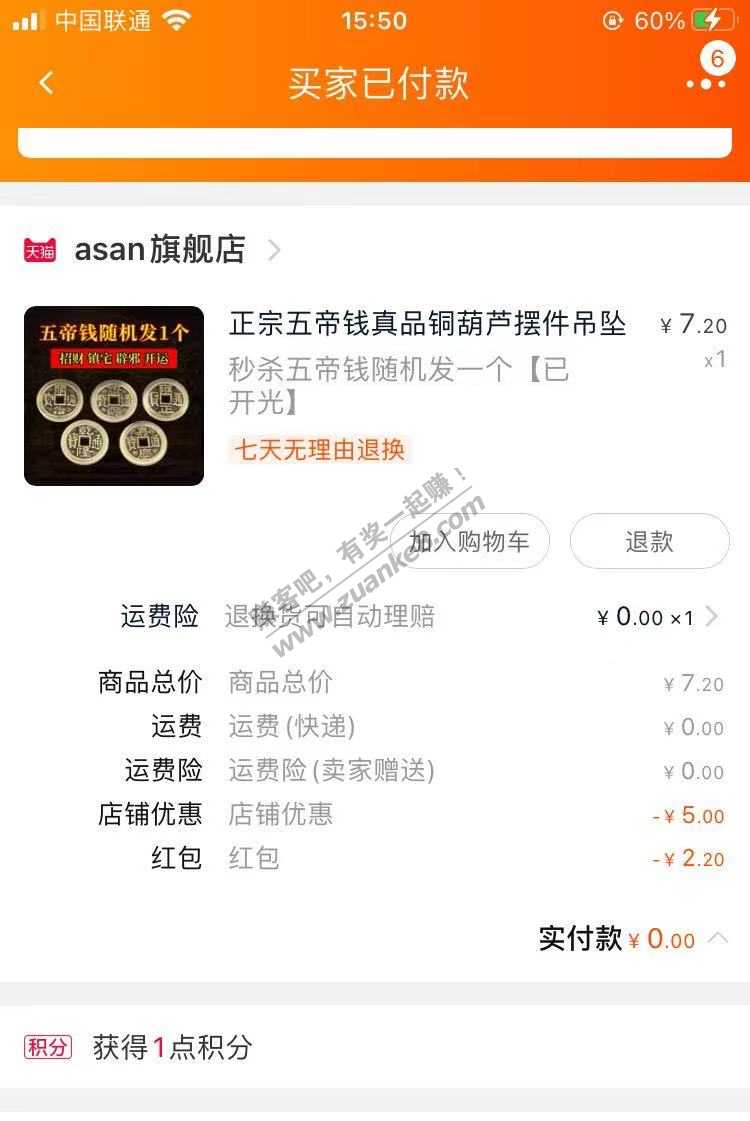 中国联通 15:50 60%
买家已付款
6
天猫 asan旗舰店
五帝钱随机发1个
招财 镇宅 辟邪 开运
正宗五帝钱真品铜葫芦摆件吊坠 ¥7.20
秒杀五帝钱随机发一个【已 x1
开光】
七天无理由退换
加入购物车 退款
赚客吧，有奖一起赚！
www.zuanke8.com
运费险 退换货可自动理赔 ¥0.00 ×1
商品总价 商品总价 ¥7.20
运费 运费(快递) ¥0.00
运费险 运费险(卖家赠送) ¥0.00
店铺优惠 店铺优惠 -¥5.00
红包 红包 -¥2.20
实付款 ¥0.00
积分 获得1点积分